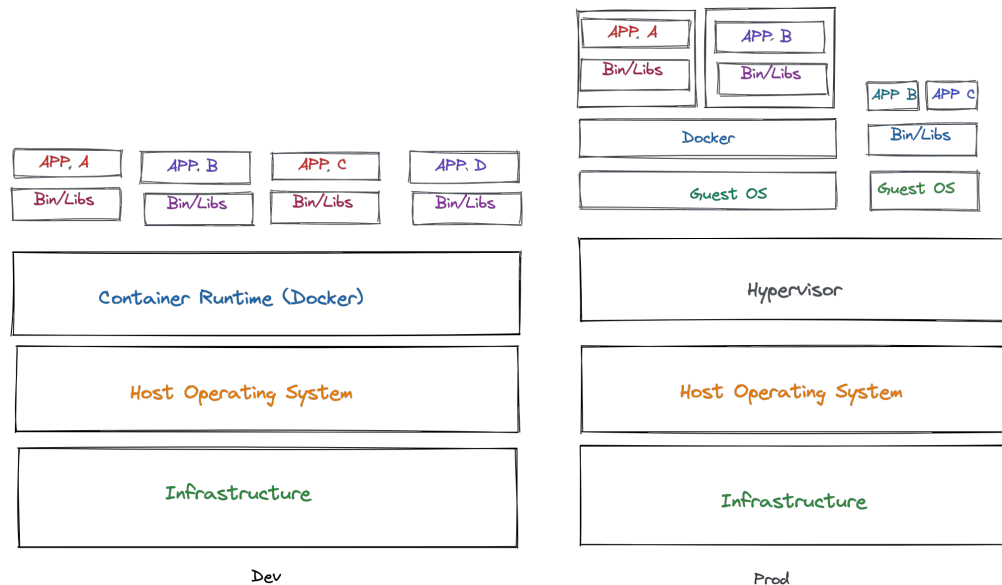 APP. A
APP. B
APP. C
APP. D
Bin/Libs
Bin/Libs
Bin/Libs
Bin/Libs
Container Runtime (Docker)
Host Operating System
Infrastructure
Dev
APP. A
APP. B
Bin/Libs
Bin/Libs
Docker
Guest OS
APP B
APP C
Bin/Libs
Guest OS
Hypervisor
Host Operating System
Infrastructure
Prod